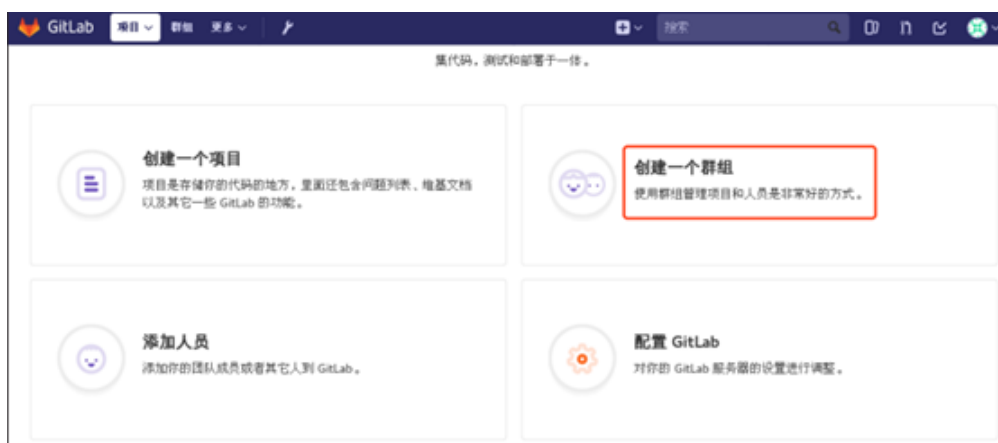 GitLab 项目 群组 更多 搜索
集代码，测试和部署于一体。
创建一个项目
项目是存储你的代码的地方，里面还包含问题列表、维基文档
以及其它一些 GitLab 的功能。
创建一个群组
使用群组管理项目和人员是非常好的方式。
添加人员
添加你的团队成员或者其它人到 GitLab。
配置 GitLab
对你的 GitLab 服务器的设置进行调整。